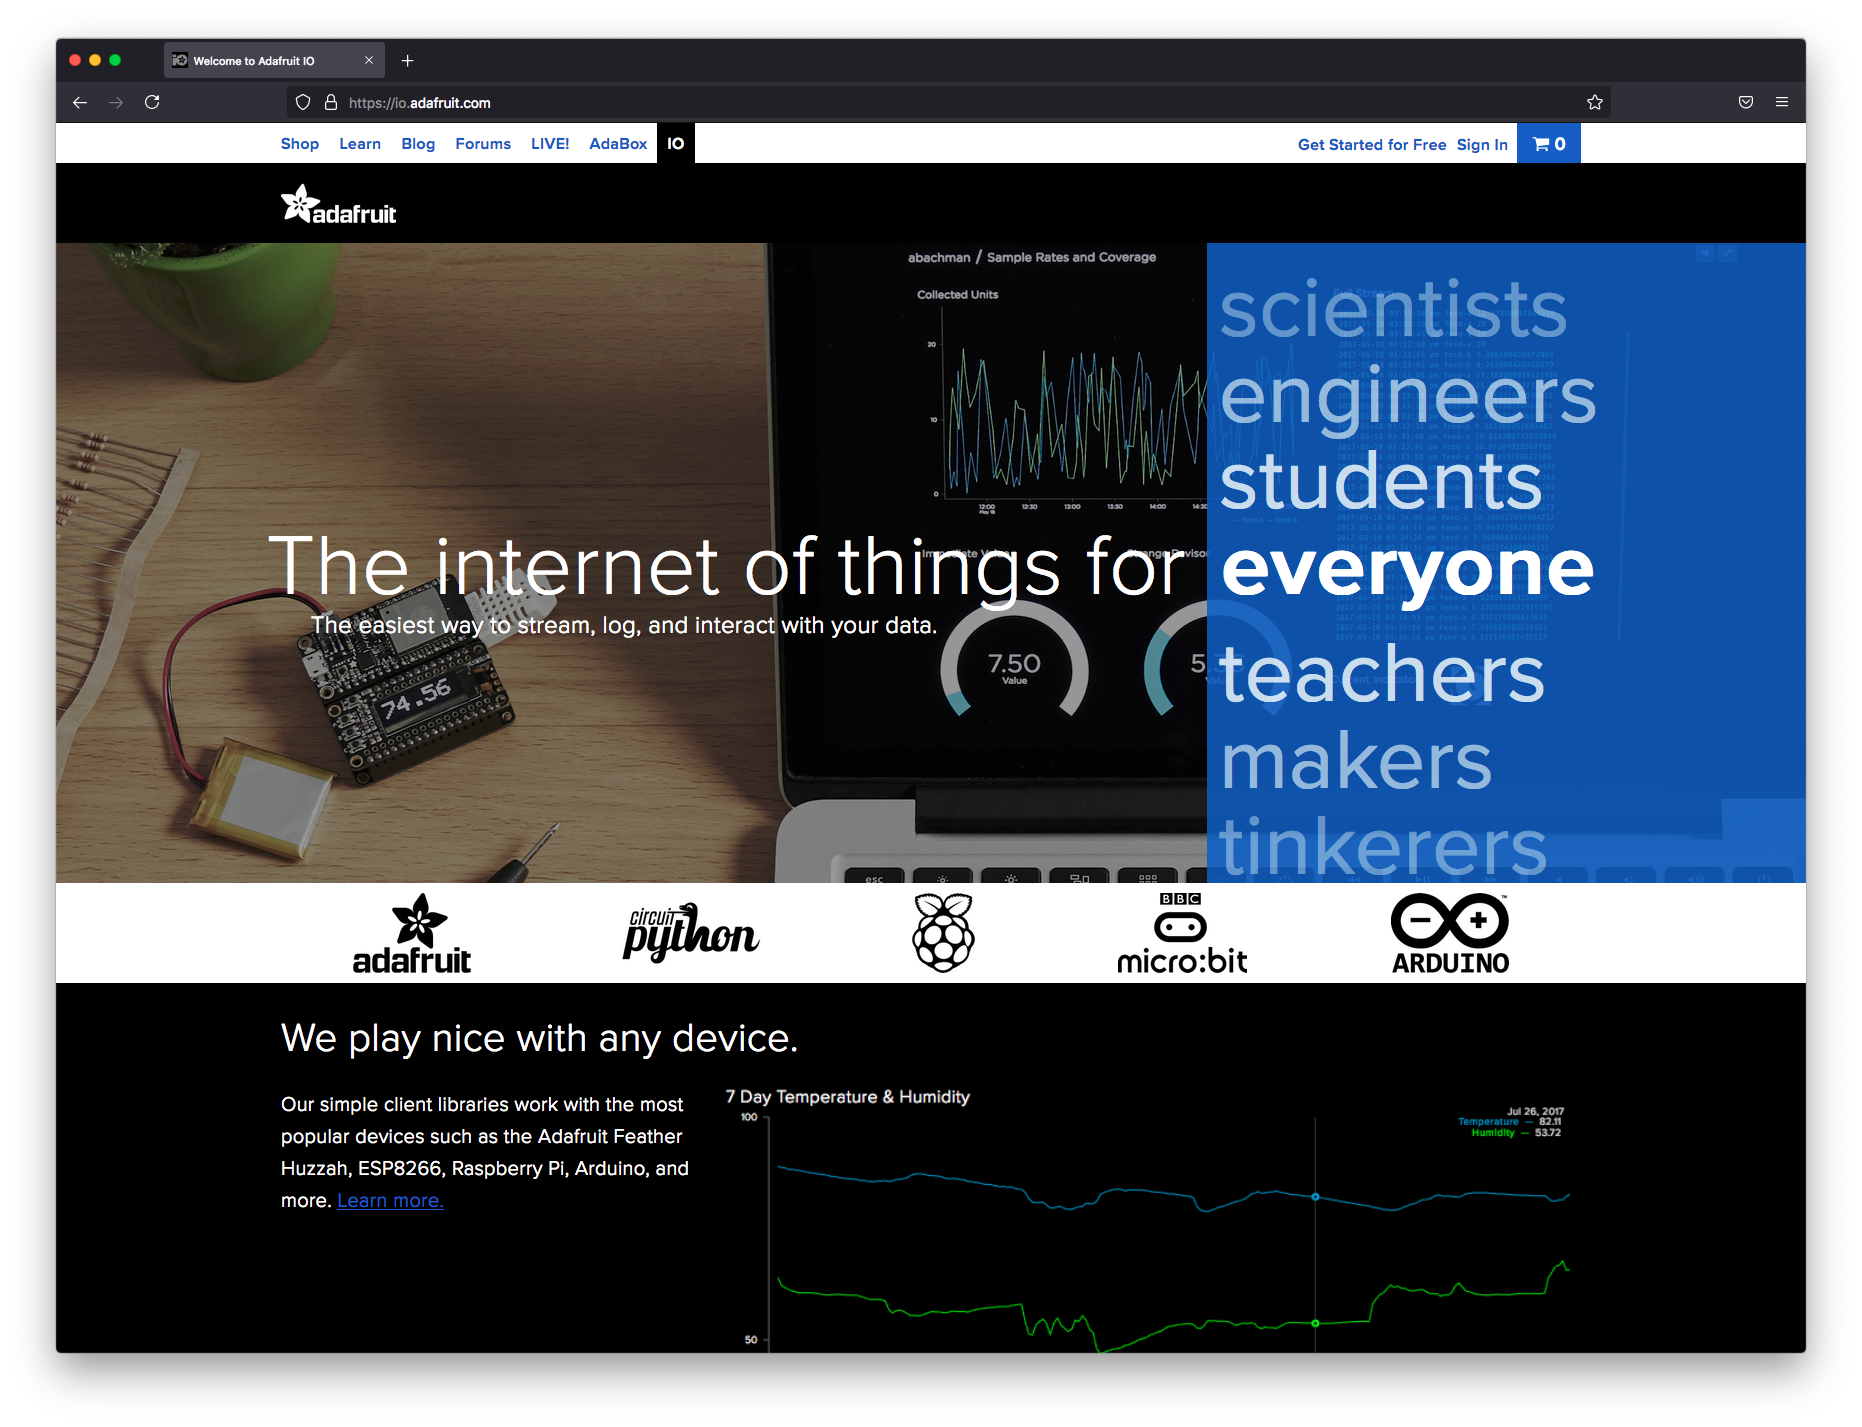 Welcome to Adafruit IO
https://io.adafruit.com
Shop Learn Blog Forums LIVE! AdaBox IO
Get Started for Free Sign In 0
adafruit
abachman / Sample Rates and Coverage
Collected Units
20
10
0
12:00 12:30 13:00 13:30 14:00 14:30
May 18
scientists
engineers
students
The internet of things for everyone
The easiest way to stream, log, and interact with your data.
teachers
makers
tinkerers
7.50
Value
74.56
esc
adafruit
circuit
python
BBC
micro:bit
ARDUINO
We play nice with any device.
Our simple client libraries work with the most
popular devices such as the Adafruit Feather
Huzzah, ESP8266, Raspberry Pi, Arduino, and
more. Learn more.
7 Day Temperature & Humidity
100
Jul 26, 2017
Temperature — 82.11
Humidity — 53.72
50